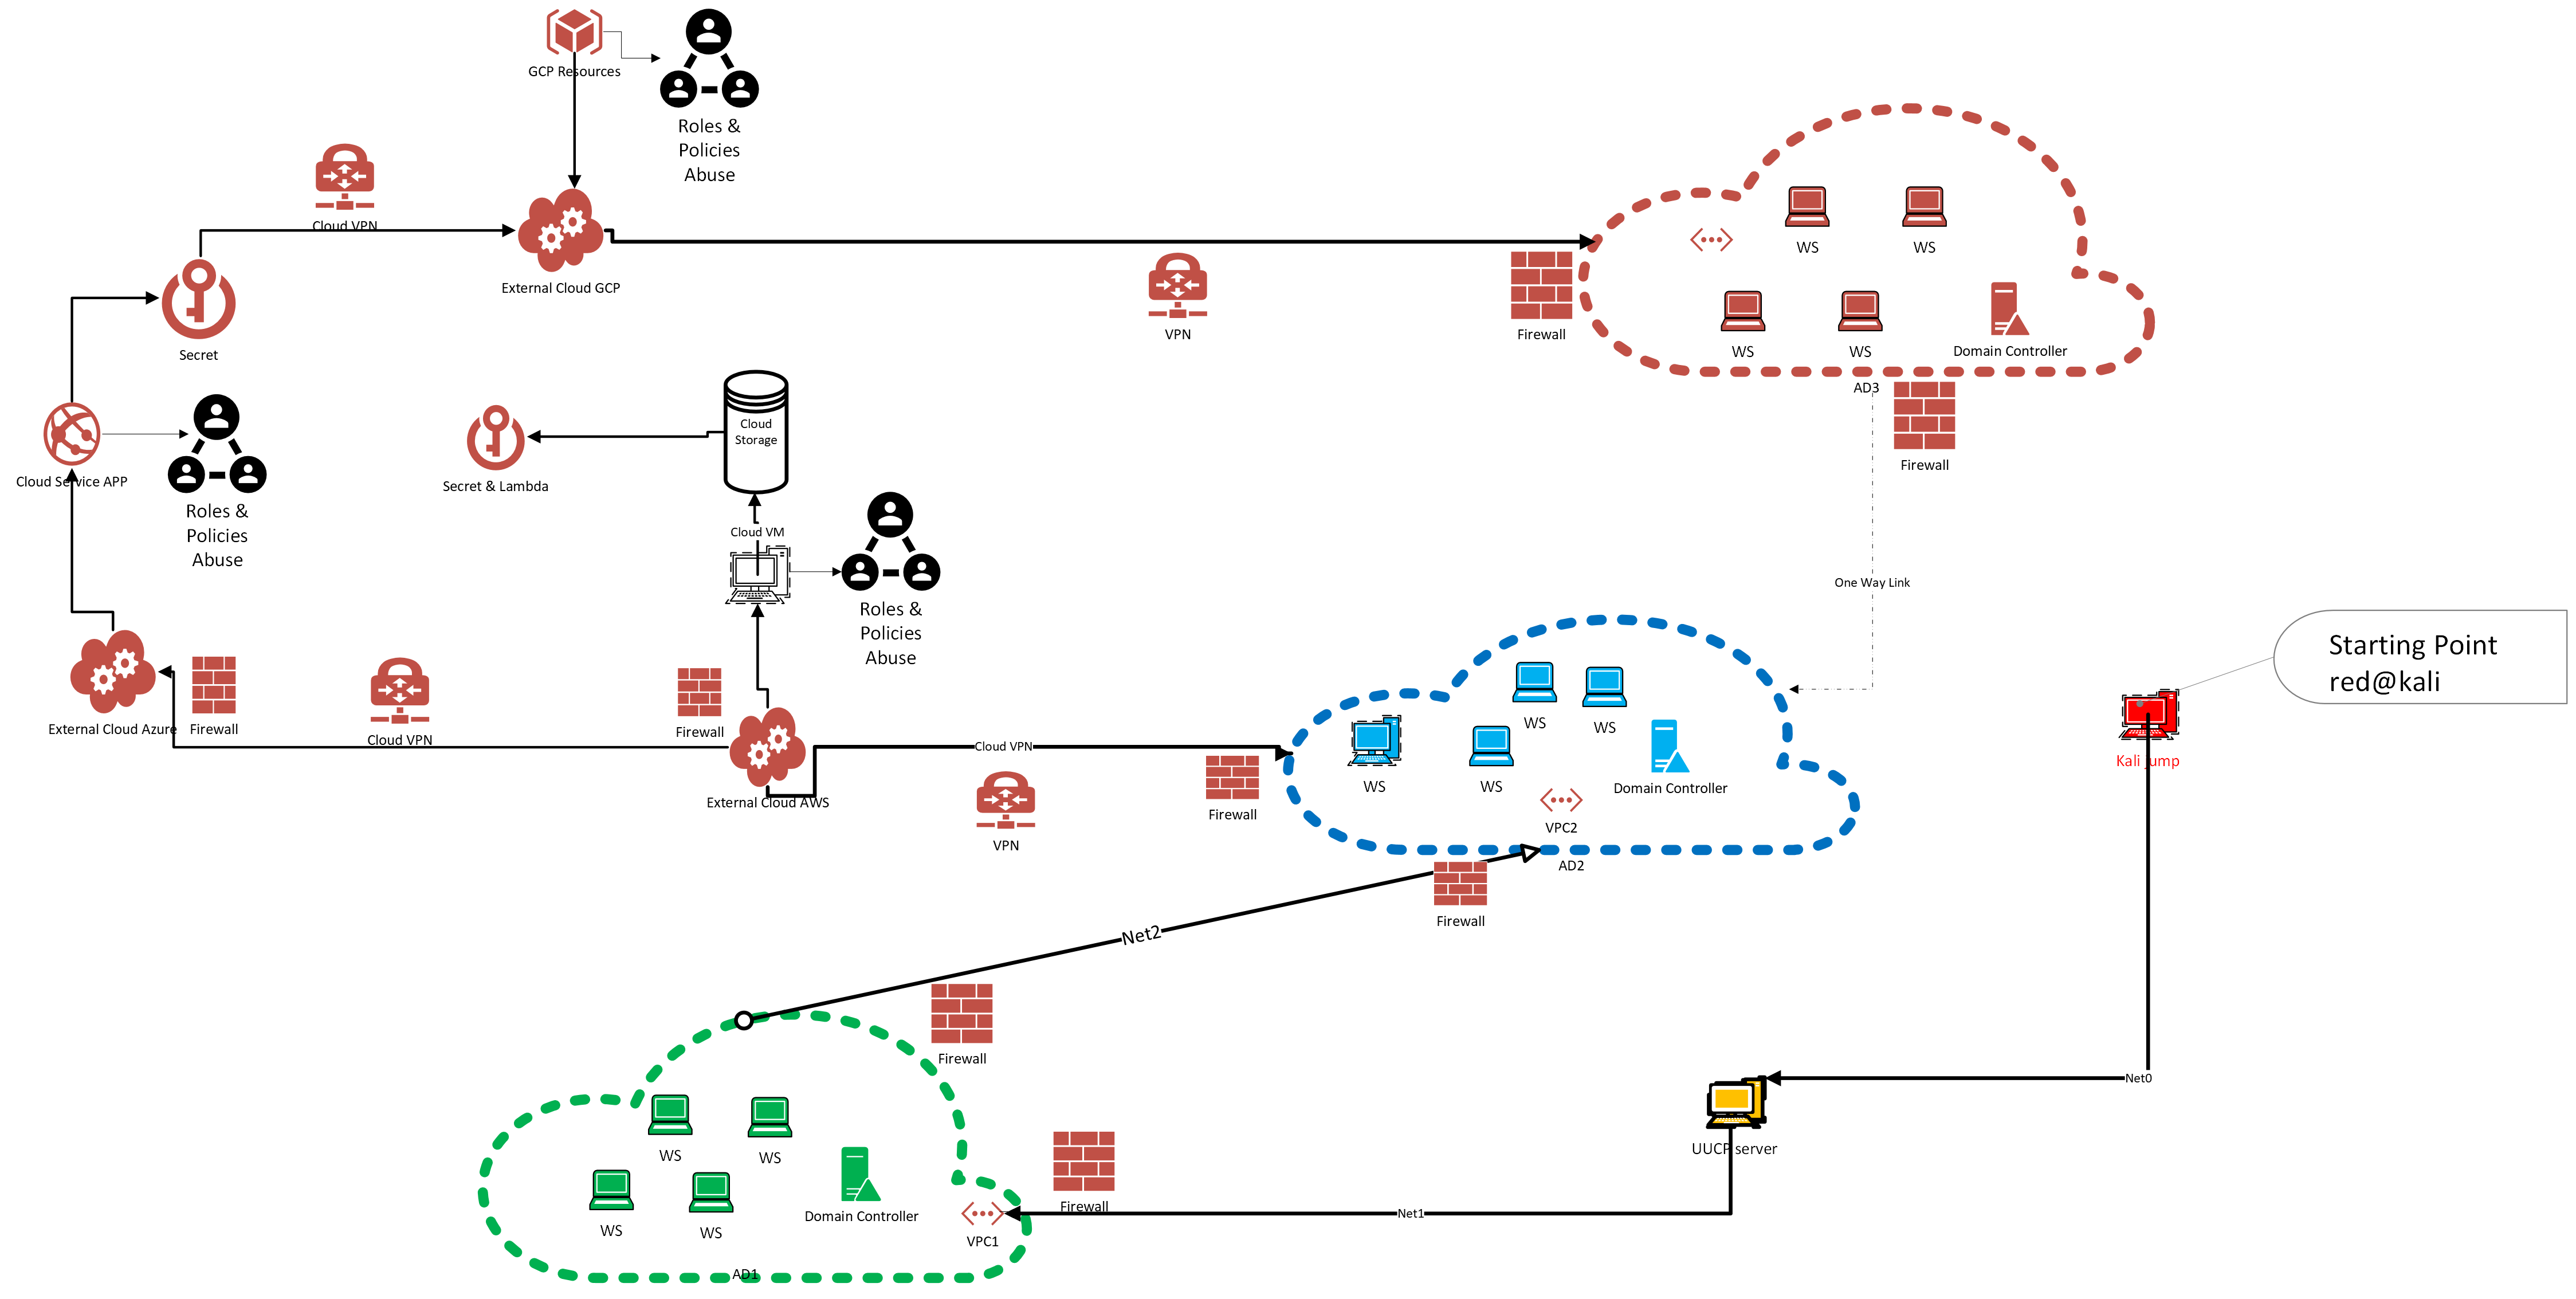 GCP Resources
Roles &
Policies
Abuse
Cloud VPN
External Cloud GCP
VPN
Firewall
WS
WS
WS
WS
Domain Controller
AD3
Firewall
Secret
Cloud Service APP
Roles &
Policies
Abuse
Secret & Lambda
Cloud
Storage
Cloud VM
Roles &
Policies
Abuse
One Way Link
Starting Point
red@kali
Kali jump
External Cloud Azure
Firewall
Cloud VPN
Firewall
External Cloud AWS
Cloud VPN
VPN
Firewall
WS
WS
WS
WS
Domain Controller
VPC2
AD2
Firewall
Net2
Firewall
Net0
UUCP server
Firewall
Net1
WS
WS
WS
WS
Domain Controller
VPC1
AD1